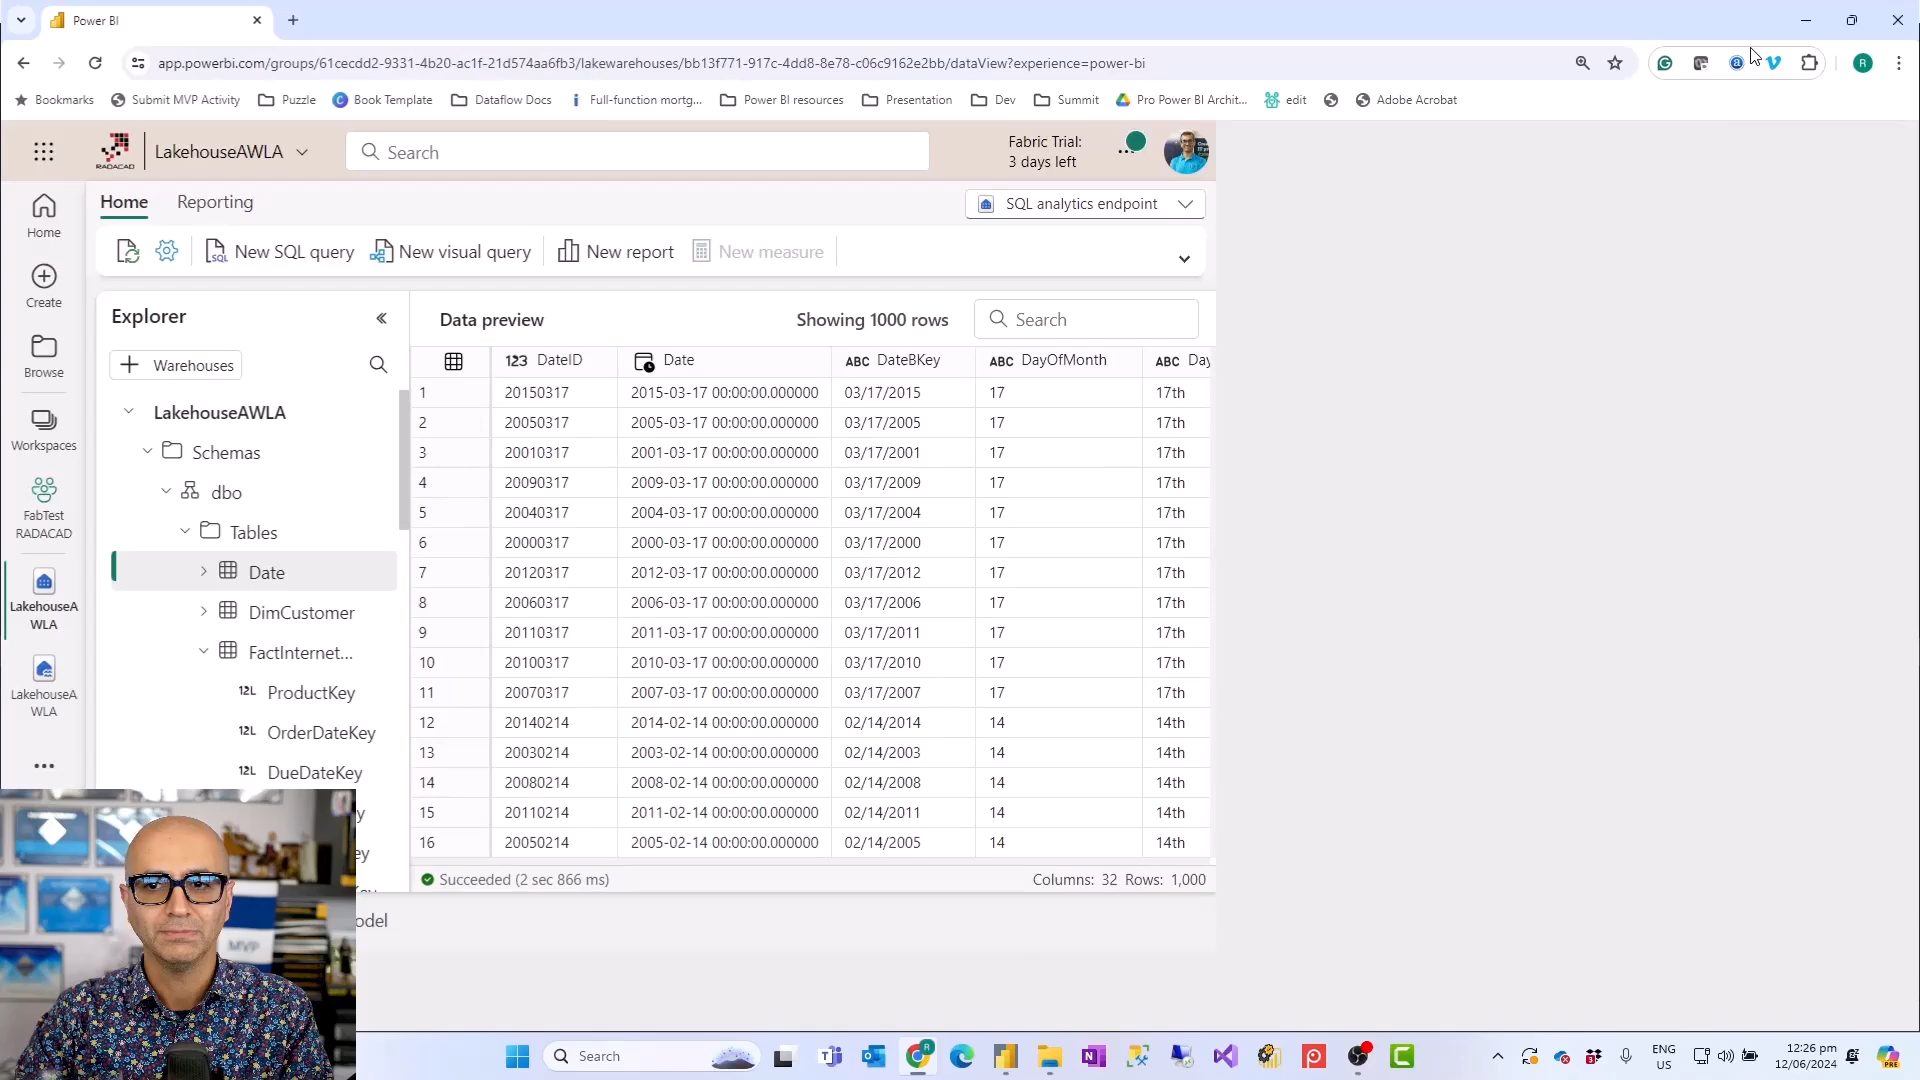 Power BI
app.powerbi.com/groups/61cecdd2-9331-4b20-ac1f-21d574aa6fb3/lakewarehouses/bb13f771-917c-4dd8-8e78-c06c9162e2bb/dataView?experience=power-bi
R
Bookmarks Submit MVP Activity Puzzle Book Template Dataflow Docs Full-function mortg... Power BI resources Presentation Dev Summit Pro Power BI Archit... edit Adobe Acrobat
RADACAD
LakehouseAWLA
Search
Fabric Trial:
3 days left
Home Reporting
SQL analytics endpoint
New SQL query New visual query New report New measure
Home
Create
Browse
Workspaces
FabTest
RADACAD
LakehouseA
WLA
LakehouseA
WLA
Explorer
Warehouses
LakehouseAWLA
Schemas
dbo
Tables
Date
DimCustomer
FactInternet...
12L ProductKey
12L OrderDateKey
12L DueDateKey
y
ey
odel
Data preview Showing 1000 rows Search
123 DateID Date ABC DateBKey ABC DayOfMonth ABC Day
1 20150317 2015-03-17 00:00:00.000000 03/17/2015 17 17th
2 20050317 2005-03-17 00:00:00.000000 03/17/2005 17 17th
3 20010317 2001-03-17 00:00:00.000000 03/17/2001 17 17th
4 20090317 2009-03-17 00:00:00.000000 03/17/2009 17 17th
5 20040317 2004-03-17 00:00:00.000000 03/17/2004 17 17th
6 20000317 2000-03-17 00:00:00.000000 03/17/2000 17 17th
7 20120317 2012-03-17 00:00:00.000000 03/17/2012 17 17th
8 20060317 2006-03-17 00:00:00.000000 03/17/2006 17 17th
9 20110317 2011-03-17 00:00:00.000000 03/17/2011 17 17th
10 20100317 2010-03-17 00:00:00.000000 03/17/2010 17 17th
11 20070317 2007-03-17 00:00:00.000000 03/17/2007 17 17th
12 20140214 2014-02-14 00:00:00.000000 02/14/2014 14 14th
13 20030214 2003-02-14 00:00:00.000000 02/14/2003 14 14th
14 20080214 2008-02-14 00:00:00.000000 02/14/2008 14 14th
15 20110214 2011-02-14 00:00:00.000000 02/14/2011 14 14th
16 20050214 2005-02-14 00:00:00.000000 02/14/2005 14 14th
Succeeded (2 sec 866 ms) Columns: 32 Rows: 1,000
MVP
Search
ENG
US
12:26 pm
12/06/2024